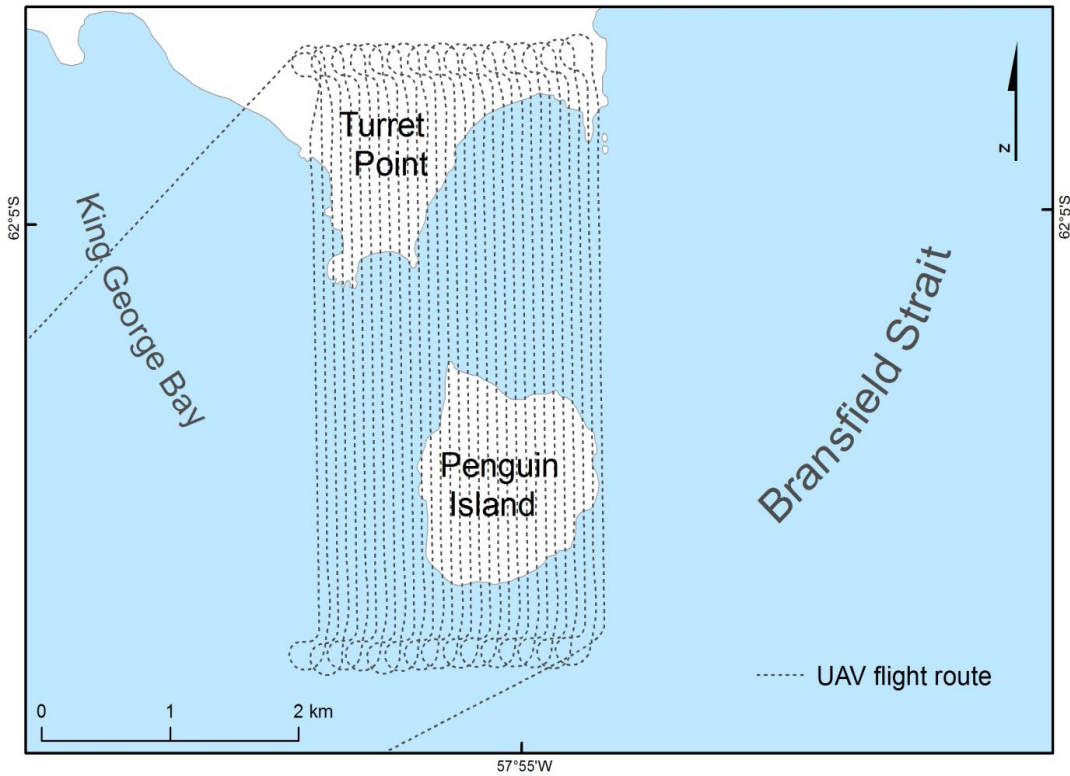 Turret
Point
N
62°5'S
62°5'S
King George Bay
Bransfield Strait
Penguin
Island
UAV flight route
0 1 2 km
57°55'W